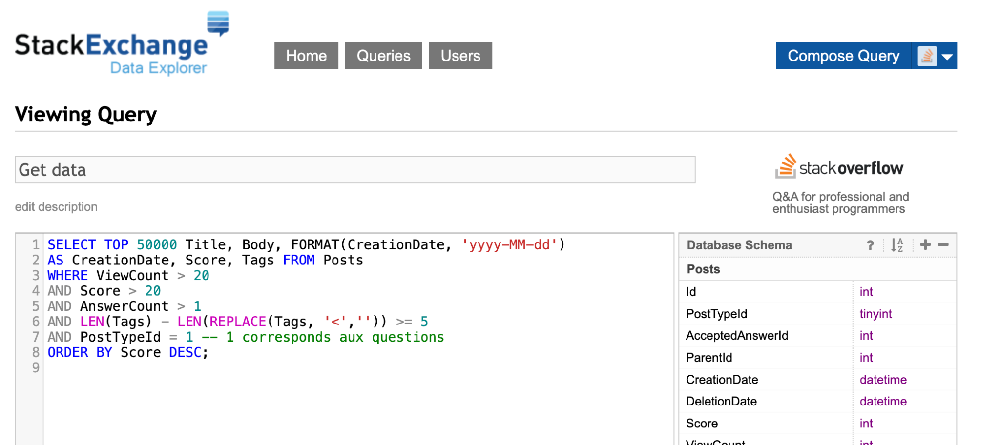 StackExchange
Data Explorer
Home
Queries
Users
Compose Query
Viewing Query
Get data
edit description
stackoverflow
Q&A for professional and
enthusiast programmers
1 SELECT TOP 50000 Title, Body, FORMAT(CreationDate, 'yyyy-MM-dd')
2 AS CreationDate, Score, Tags FROM Posts
3 WHERE ViewCount > 20
4 AND Score > 20
5 AND AnswerCount > 1
6 AND LEN(Tags) - LEN(REPLACE(Tags, '<','')) >= 5
7 AND PostTypeId = 1 -- 1 corresponds aux questions
8 ORDER BY Score DESC;
9
Database Schema ? A Z + −
Posts
Id int
PostTypeId tinyint
AcceptedAnswerId int
ParentId int
CreationDate datetime
DeletionDate datetime
Score int
ViewCount int